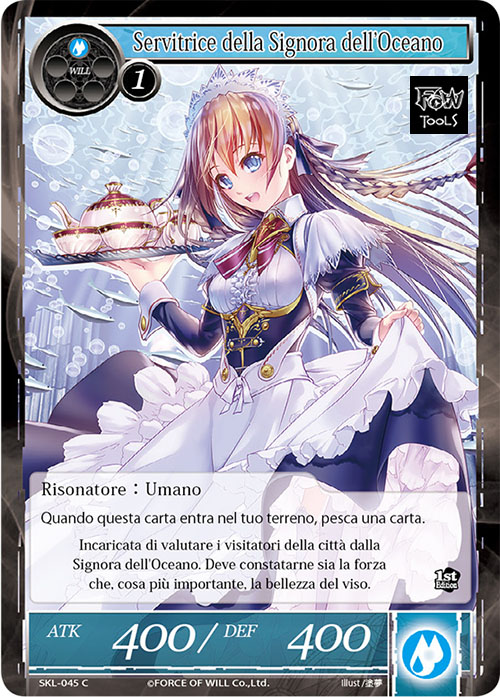 Servitrice della Signora dell'Oceano
WILL
1
FoW
TOOLS
Risonatore : Umano
Quando questa carta entra nel tuo terreno, pesca una carta.
Incaricata di valutare i visitatori della città dalla
Signora dell'Oceano. Deve constatarne sia la forza
che, cosa più importante, la bellezza del viso.
1st
Edition
ATK 400 / DEF 400
SKL-045 C ©FORCE OF WILL Co.,Ltd. Illust /塗夢